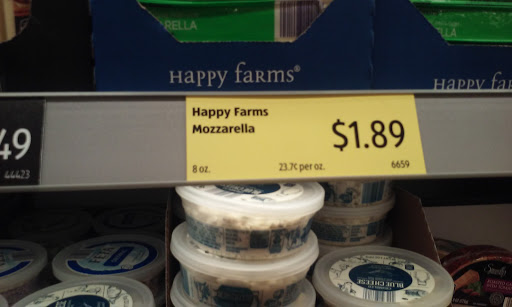 RELLA
HAPPY FARMS®
HAPPY FARMS
Happy Farms
Mozzarella
$1.89
8 oz.
23.7¢ per oz.
6659
49
44423
BLUE CHEESE